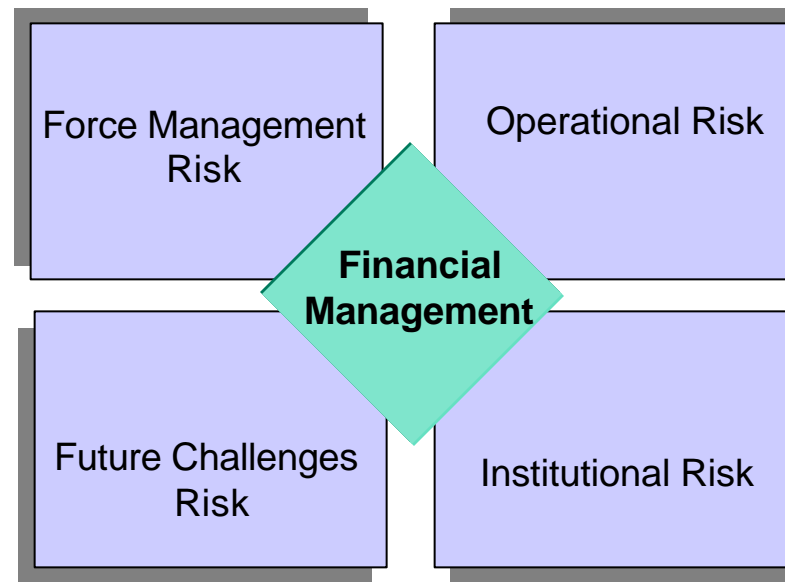 Force Management
Risk
Operational Risk
Financial
Management
Future Challenges
Risk
Institutional Risk